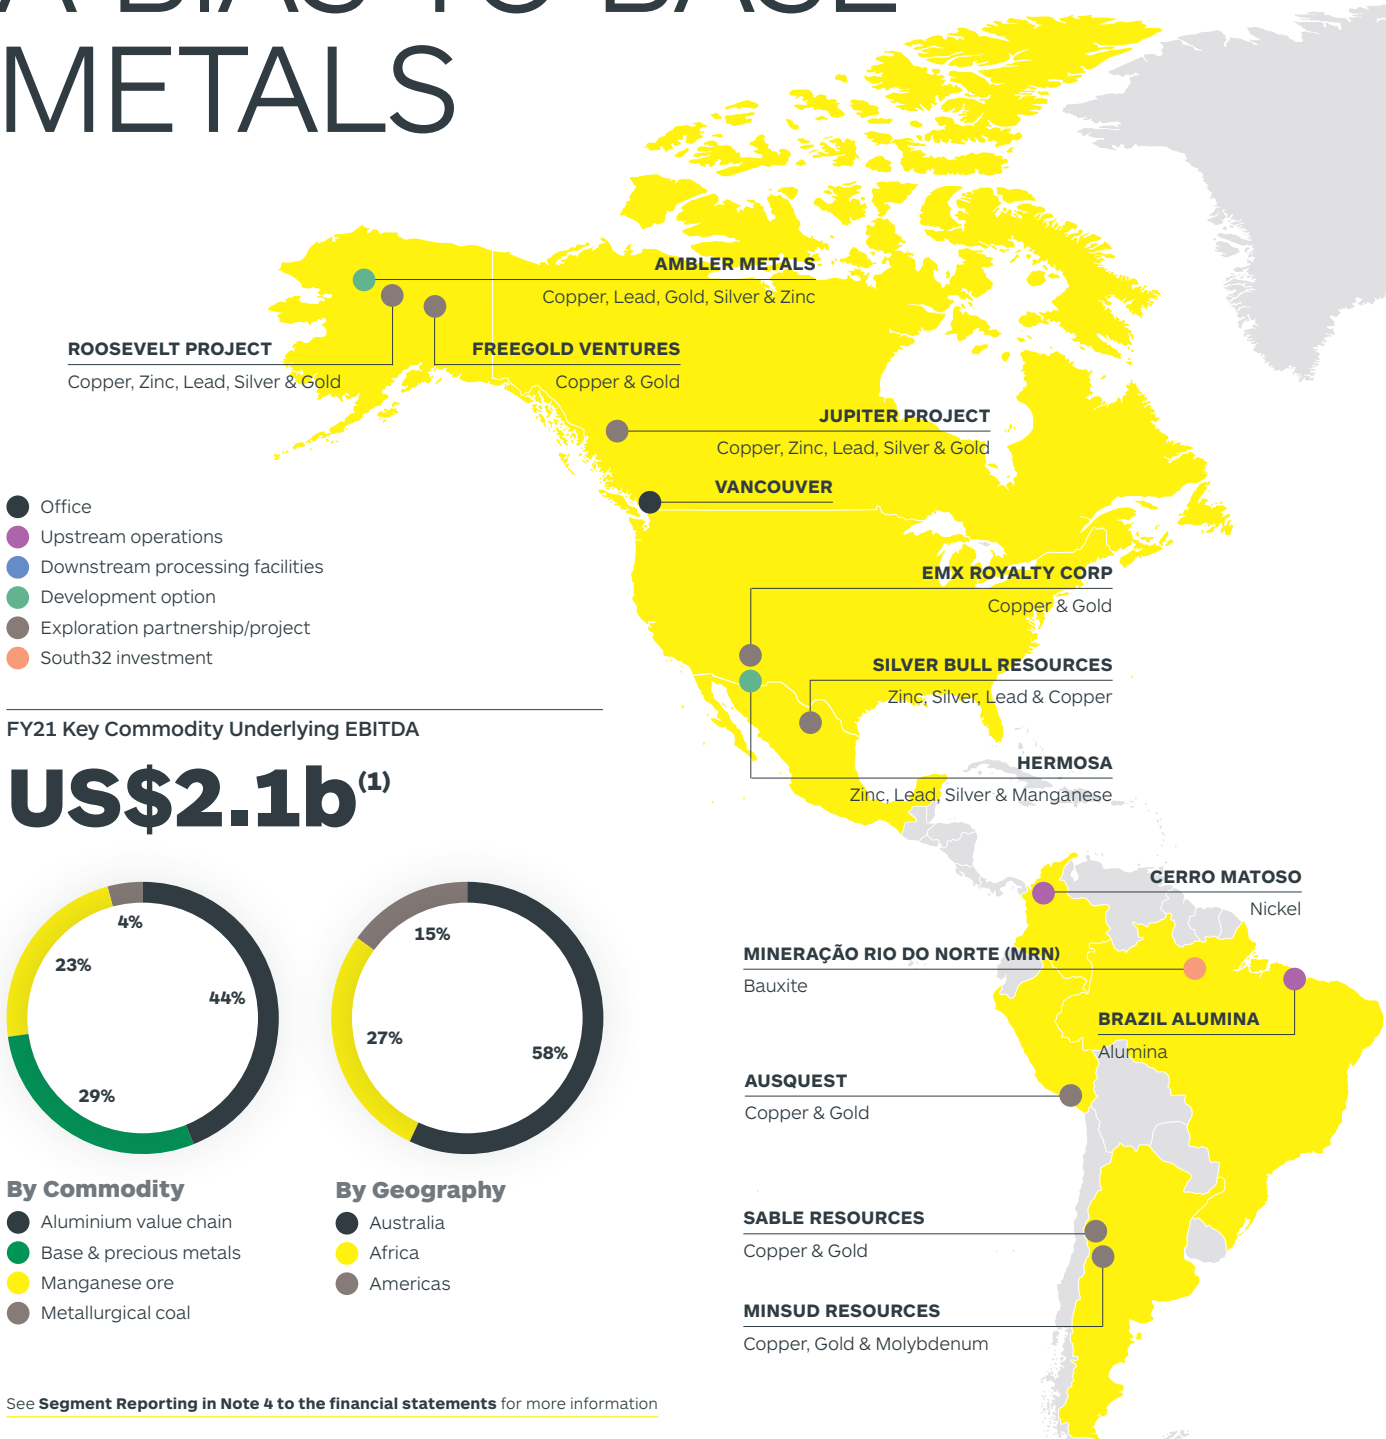 A BIAS TO BASE
METALS
AMBLER METALS
Copper, Lead, Gold, Silver & Zinc
ROOSEVELT PROJECT
Copper, Zinc, Lead, Silver & Gold
FREEGOLD VENTURES
Copper & Gold
JUPITER PROJECT
Copper, Zinc, Lead, Silver & Gold
VANCOUVER
Office
Upstream operations
Downstream processing facilities
Development option
Exploration partnership/project
South32 investment
EMX ROYALTY CORP
Copper & Gold
SILVER BULL RESOURCES
Zinc, Silver, Lead & Copper
HERMOSA
Zinc, Lead, Silver & Manganese
FY21 Key Commodity Underlying EBITDA
US$2.1b(1)
4%
23%
44%
29%
15%
27%
58%
By Commodity
Aluminium value chain
Base & precious metals
Manganese ore
Metallurgical coal
By Geography
Australia
Africa
Americas
CERRO MATOSO
Nickel
MINERAÇÃO RIO DO NORTE (MRN)
Bauxite
BRAZIL ALUMINA
Alumina
AUSQUEST
Copper & Gold
SABLE RESOURCES
Copper & Gold
MINSUD RESOURCES
Copper, Gold & Molybdenum
See Segment Reporting in Note 4 to the financial statements for more information